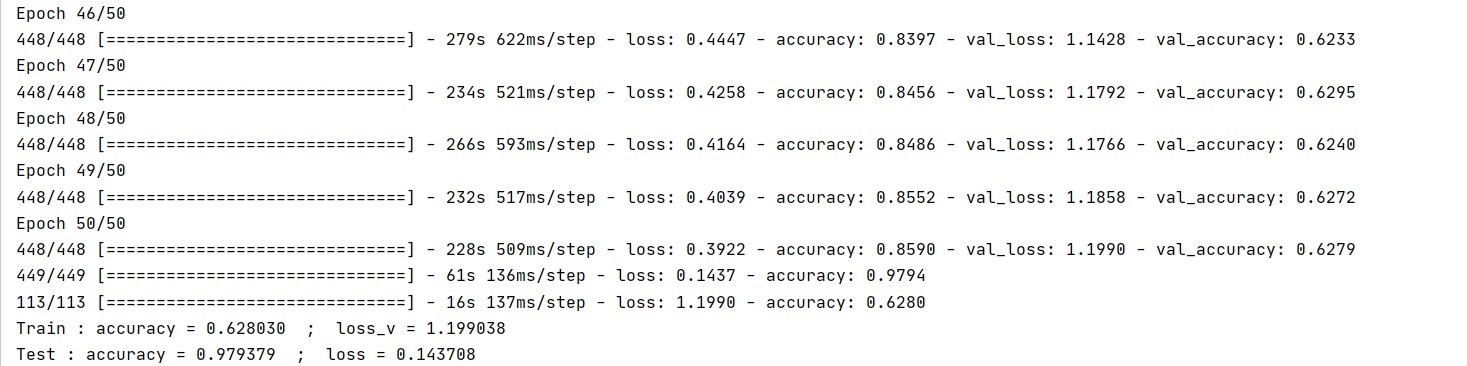 Epoch 46/50
448/448 [==============================] - 279s 622ms/step - loss: 0.4447 - accuracy: 0.8397 - val_loss: 1.1428 - val_accuracy: 0.6233
Epoch 47/50
448/448 [==============================] - 234s 521ms/step - loss: 0.4258 - accuracy: 0.8456 - val_loss: 1.1792 - val_accuracy: 0.6295
Epoch 48/50
448/448 [==============================] - 266s 593ms/step - loss: 0.4164 - accuracy: 0.8486 - val_loss: 1.1766 - val_accuracy: 0.6240
Epoch 49/50
448/448 [==============================] - 232s 517ms/step - loss: 0.4039 - accuracy: 0.8552 - val_loss: 1.1858 - val_accuracy: 0.6272
Epoch 50/50
448/448 [==============================] - 228s 509ms/step - loss: 0.3922 - accuracy: 0.8590 - val_loss: 1.1990 - val_accuracy: 0.6279
449/449 [==============================] - 61s 136ms/step - loss: 0.1437 - accuracy: 0.9794
113/113 [==============================] - 16s 137ms/step - loss: 1.1990 - accuracy: 0.6280
Train : accuracy = 0.628030  ;  loss_v = 1.199038
Test : accuracy = 0.979379  ;  loss = 0.143708